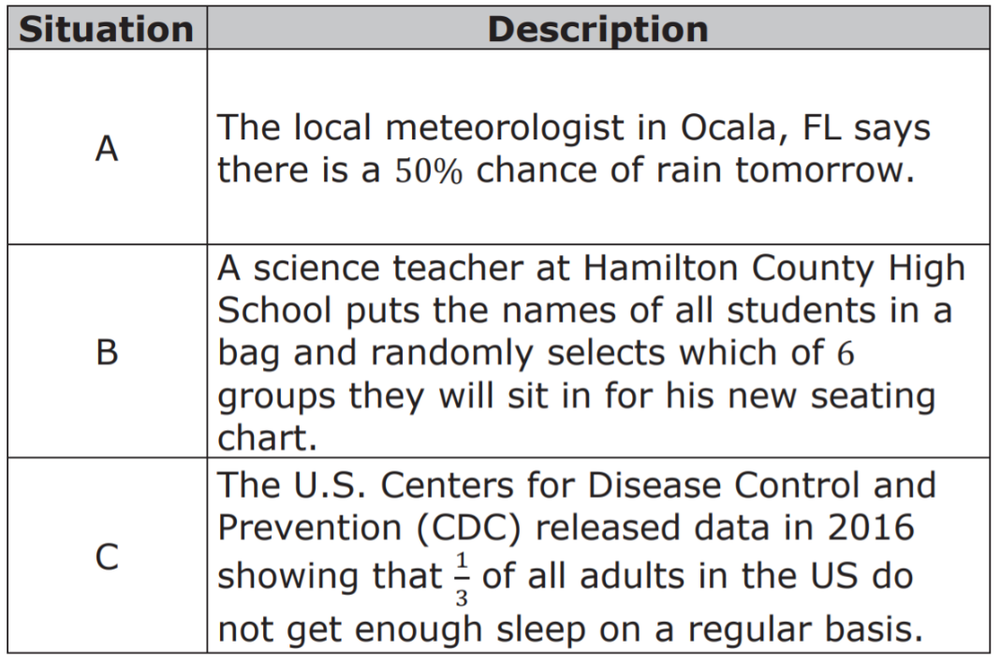 Situation Description
A
The local meteorologist in Ocala, FL says
there is a 50% chance of rain tomorrow.
B
A science teacher at Hamilton County High
School puts the names of all students in a
bag and randomly selects which of 6
groups they will sit in for his new seating
chart.
C
The U.S. Centers for Disease Control and
Prevention (CDC) released data in 2016
showing that 1/3 of all adults in the US do
not get enough sleep on a regular basis.